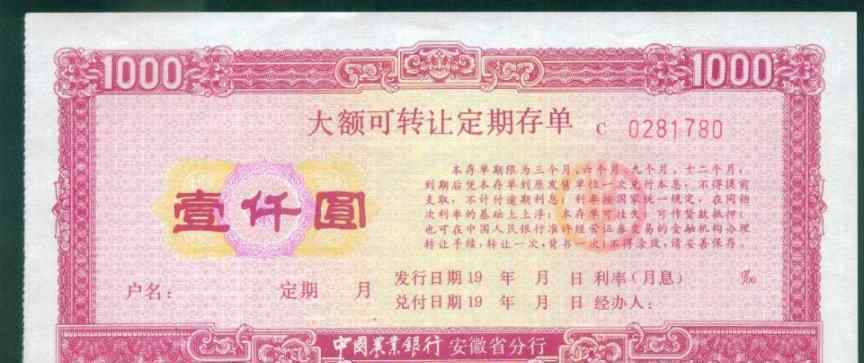 1000 1000
大额可转让定期存单 C 0281780
本存单期限为三个月、六个月、九个月、十二个月，
到期后凭本存单到原发售单位一次兑付本息，不得提前
支取，不计付逾期利息；利率按国家统一规定，在同档
次利率的基础上上浮；本存单可挂失，可作贷款抵押；
也可在中国人民银行准许经营证券交易的金融机构办理
转让手续，转让一次，背书一次；不得涂改，请妥善保存。
壹仟圆
户名： 定期 月 发行日期19 年 月 日 利率（月息） ‰
兑付日期19 年 月 日 经办人：
中国农业银行 安徽省分行